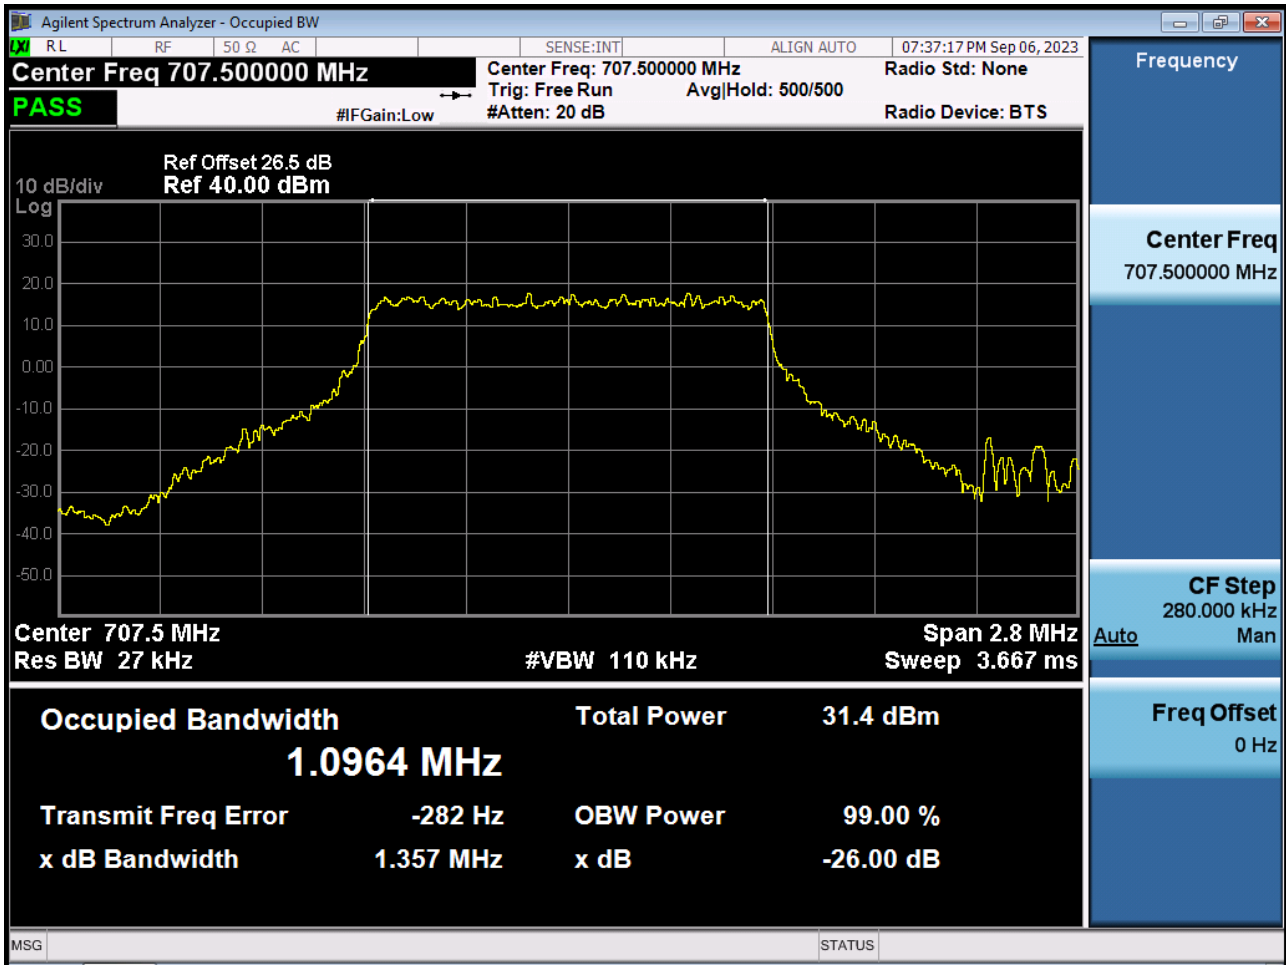 Agilent Spectrum Analyzer - Occupied BW
LXI RL RF 50 Ω AC SENSE:INT ALIGN AUTO 07:37:17 PM Sep 06, 2023
Center Freq 707.500000 MHz
Center Freq: 707.500000 MHz
Radio Std: None
Trig: Free Run
Avg|Hold: 500/500
PASS
#IFGain:Low
#Atten: 20 dB
Radio Device: BTS
Ref Offset 26.5 dB
10 dB/div
Ref 40.00 dBm
Log
30.0
20.0
10.0
0.00
-10.0
-20.0
-30.0
-40.0
-50.0
Center 707.5 MHz
Span 2.8 MHz
Res BW 27 kHz
#VBW 110 kHz
Sweep 3.667 ms
Occupied Bandwidth
1.0964 MHz
Total Power 31.4 dBm
Transmit Freq Error -282 Hz
OBW Power 99.00 %
x dB Bandwidth 1.357 MHz
x dB -26.00 dB
MSG
STATUS
Frequency
Center Freq
707.500000 MHz
CF Step
280.000 kHz
Auto Man
Freq Offset
0 Hz